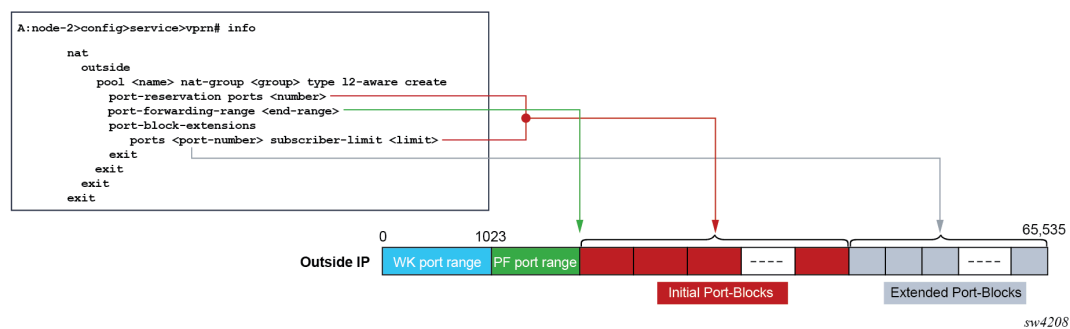 A:node-2>config>service>vprn# info
nat
outside
pool <name> nat-group <group> type l2-aware create
port-reservation ports <number>
port-forwarding-range <end-range>
port-block-extensions
ports <port-number> subscriber-limit <limit>
exit
exit
exit
exit
0 1023 65,535
Outside IP WK port range PF port range ---- ----
Initial Port-Blocks Extended Port-Blocks
sw4208